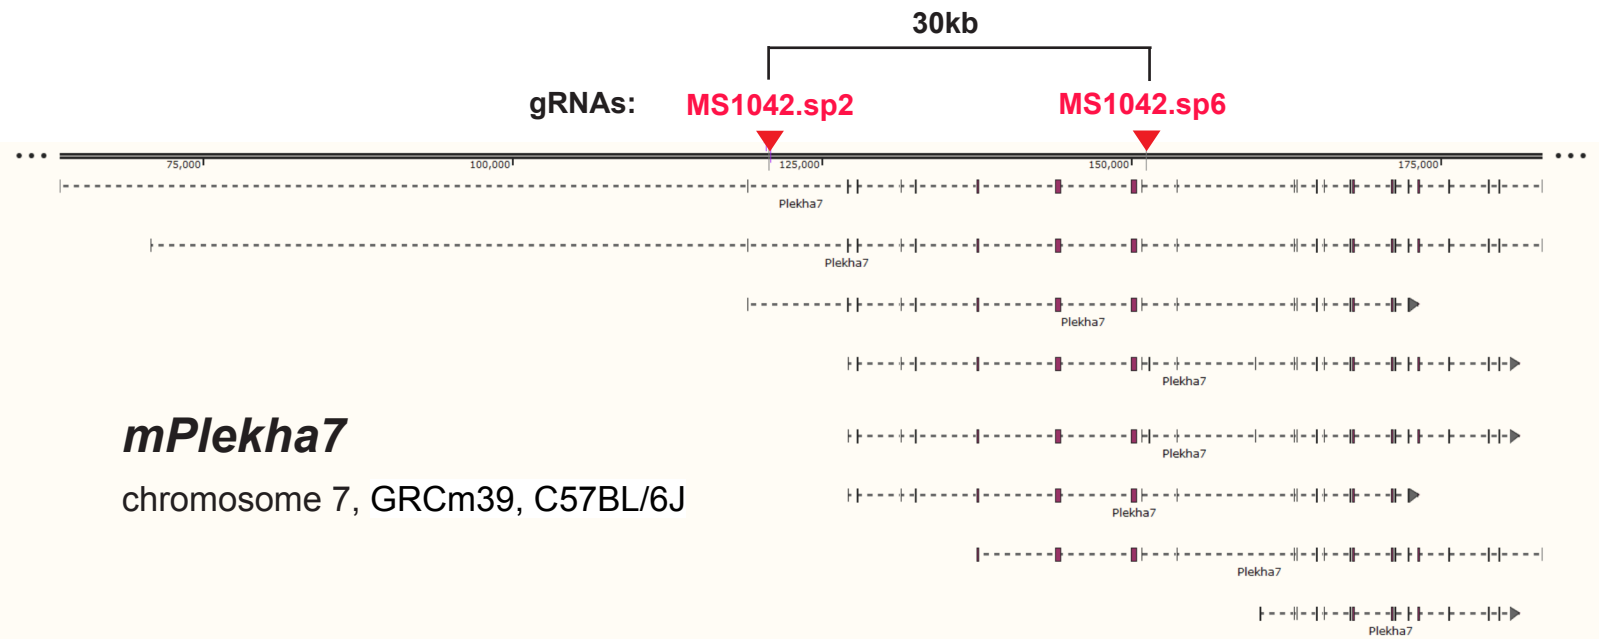 30kb
gRNAs: MS1042.sp2 MS1042.sp6
75,000 100,000 125,000 150,000 175,000
Plekha7
Plekha7
Plekha7
Plekha7
mPlekha7
Plekha7
chromosome 7, GRCm39, C57BL/6J
Plekha7
Plekha7
Plekha7